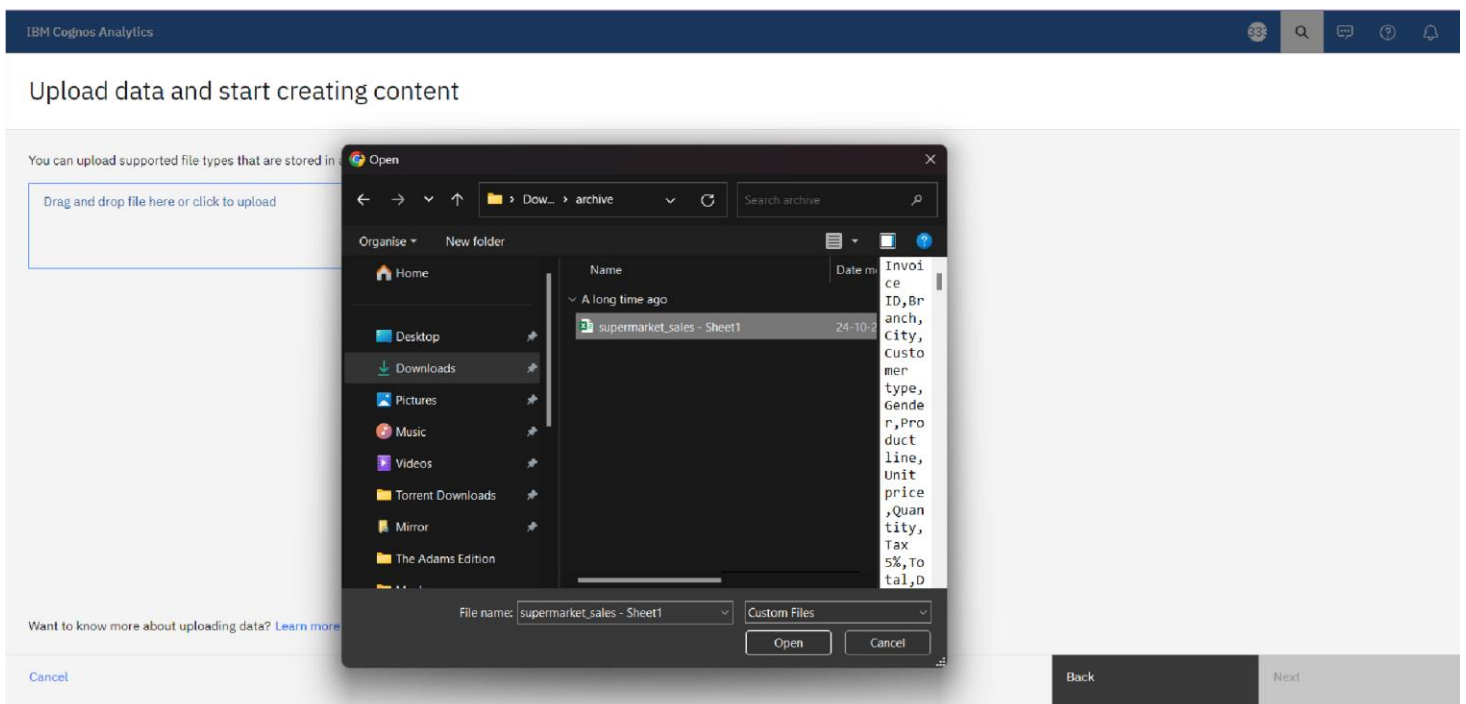 IBM Cognos Analytics
Upload data and start creating content
You can upload supported file types that are stored in
Drag and drop file here or click to upload
Open
Dow... > archive
Search archive
Organise
New folder
Home
Desktop
Downloads
Pictures
Music
Videos
Torrent Downloads
Mirror
The Adams Edition
Name
Date m
A long time ago
supermarket_sales - Sheet1
24-10-2
Invoi
ce
ID,Br
anch,
City,
Custo
mer
type,
Gende
r,Pro
duct
line,
Unit
price
,Quan
tity,
Tax
5%,To
tal,D
File name: supermarket_sales - Sheet1
Custom Files
Open
Cancel
Want to know more about uploading data? Learn more
Cancel
Back
Next